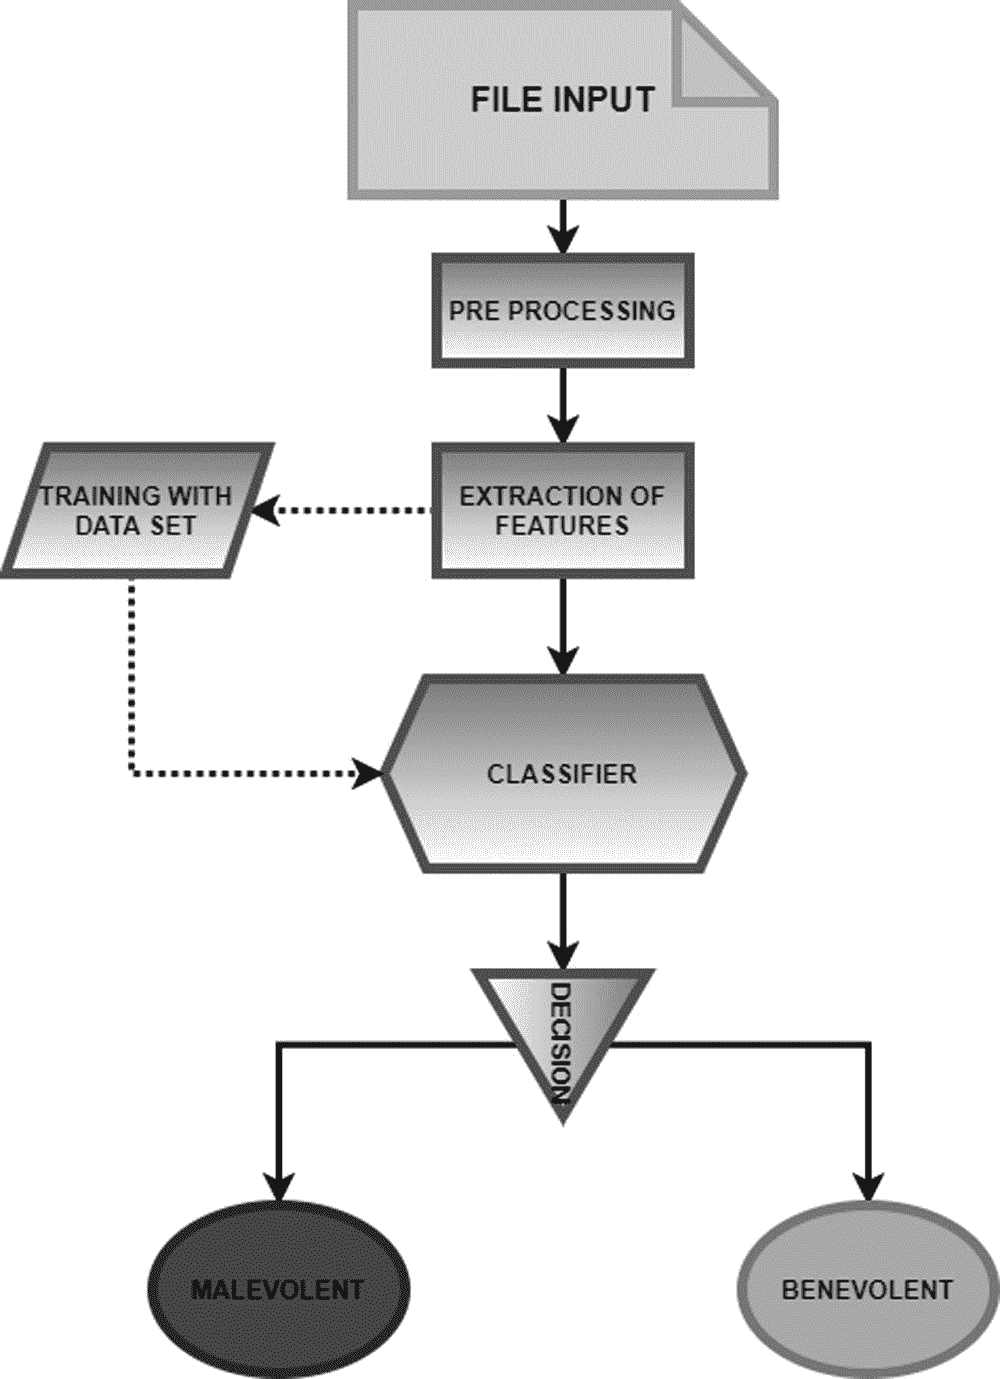 FILE INPUT
PRE PROCESSING
TRAINING WITH
DATA SET
EXTRACTION OF
FEATURES
CLASSIFIER
DECISION
MALEVOLENT
BENEVOLENT